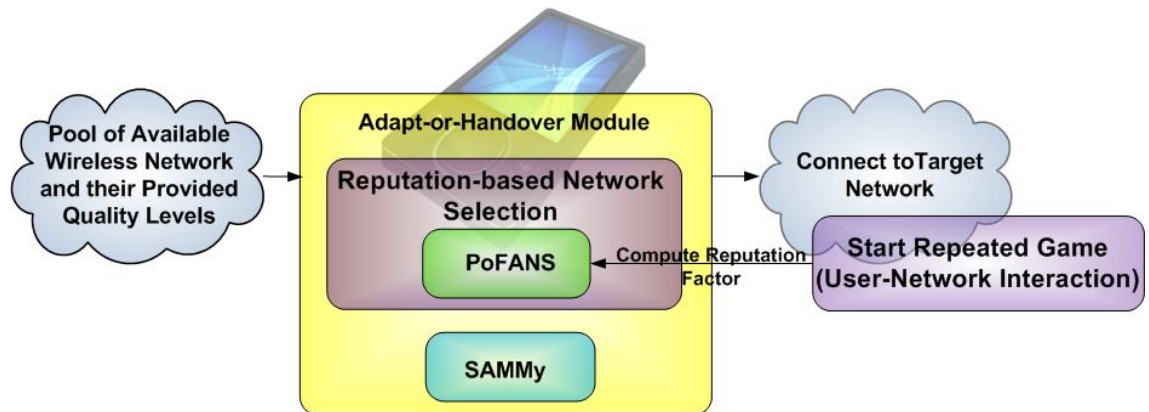 Pool of Available
Wireless Network
and their Provided
Quality Levels
Adapt-or-Handover Module
Reputation-based Network
Selection
PoFANS
SAMMy
Connect toTarget
Network
Compute Reputation
Factor
Start Repeated Game
(User-Network Interaction)